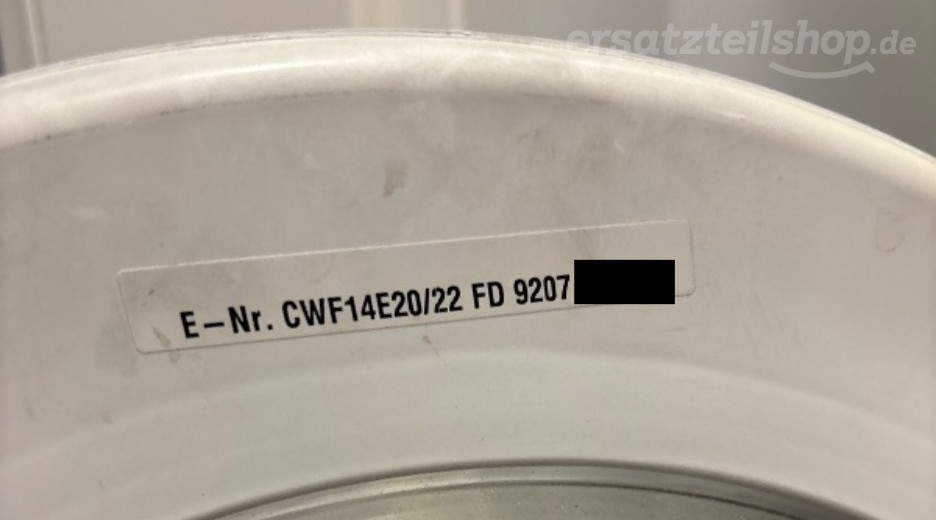 ersatzteilshop.de
E-Nr. CWF14E20/22 FD 9207